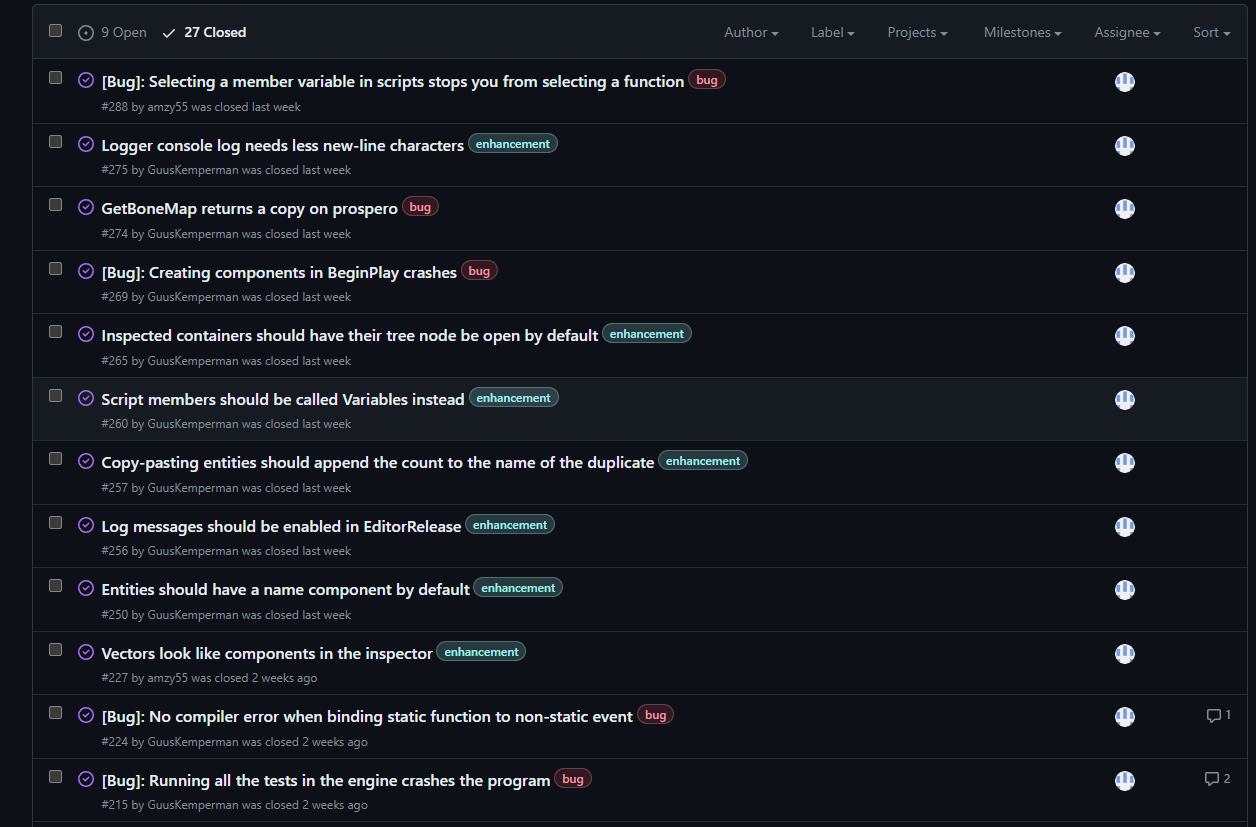 9 Open 27 Closed Author Label Projects Milestones Assignee Sort
[Bug]: Selecting a member variable in scripts stops you from selecting a function bug
#288 by amzy55 was closed last week
Logger console log needs less new-line characters enhancement
#275 by GuusKemperman was closed last week
GetBoneMap returns a copy on prospero bug
#274 by GuusKemperman was closed last week
[Bug]: Creating components in BeginPlay crashes bug
#269 by GuusKemperman was closed last week
Inspected containers should have their tree node be open by default enhancement
#265 by GuusKemperman was closed last week
Script members should be called Variables instead enhancement
#260 by GuusKemperman was closed last week
Copy-pasting entities should append the count to the name of the duplicate enhancement
#257 by GuusKemperman was closed last week
Log messages should be enabled in EditorRelease enhancement
#256 by GuusKemperman was closed last week
Entities should have a name component by default enhancement
#250 by GuusKemperman was closed last week
Vectors look like components in the inspector enhancement
#227 by amzy55 was closed 2 weeks ago
[Bug]: No compiler error when binding static function to non-static event bug 1
#224 by GuusKemperman was closed 2 weeks ago
[Bug]: Running all the tests in the engine crashes the program bug 2
#215 by GuusKemperman was closed 2 weeks ago